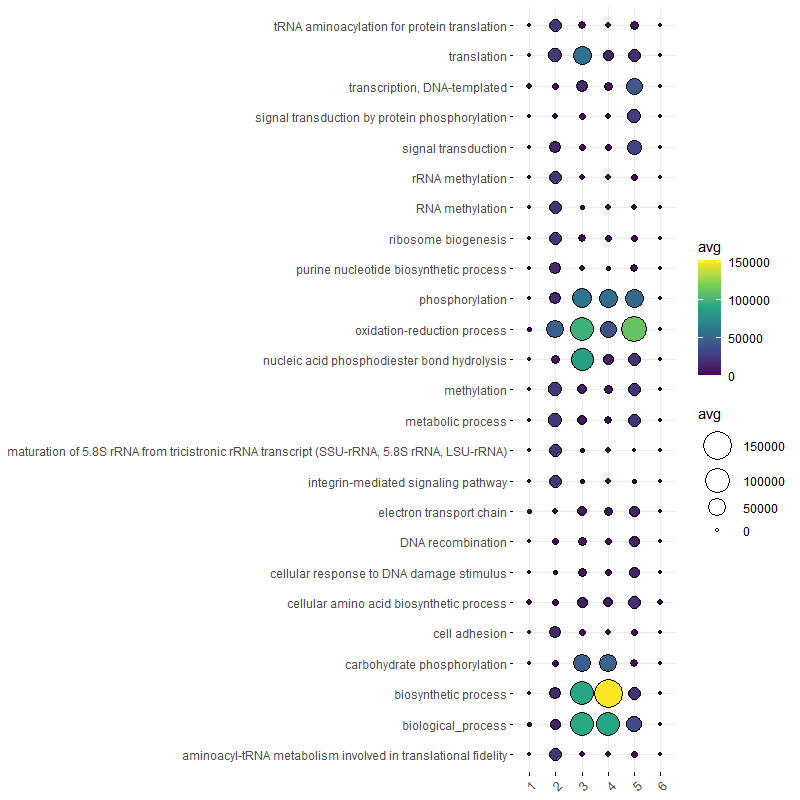 tRNA aminoacylation for protein translation
translation
transcription, DNA-templated
signal transduction by protein phosphorylation
signal transduction
rRNA methylation
RNA methylation
ribosome biogenesis
purine nucleotide biosynthetic process
phosphorylation
oxidation-reduction process
nucleic acid phosphodiester bond hydrolysis
methylation
metabolic process
maturation of 5.8S rRNA from tricistronic rRNA transcript (SSU-rRNA, 5.8S rRNA, LSU-rRNA)
integrin-mediated signaling pathway
electron transport chain
DNA recombination
cellular response to DNA damage stimulus
cellular amino acid biosynthetic process
cell adhesion
carbohydrate phosphorylation
biosynthetic process
biological_process
aminoacyl-tRNA metabolism involved in translational fidelity
1 2 3 4 5 6
avg
150000
100000
50000
0
avg
150000
100000
50000
0